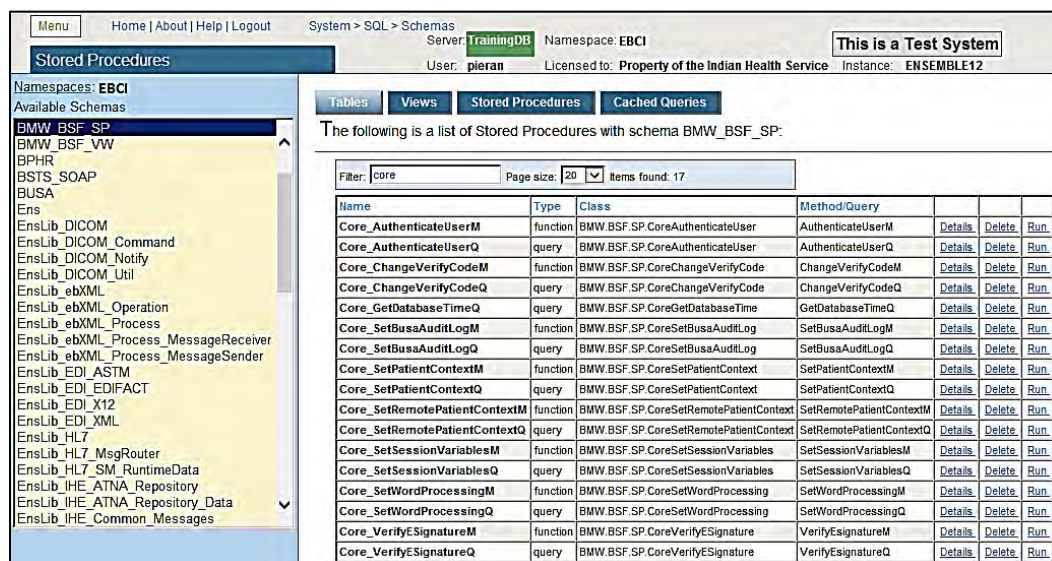 Menu Home | About | Help | Logout System > SQL > Schemas
Server: TrainingDB Namespace: EBCI This is a Test System
Stored Procedures User: pieran Licensed to: Property of the Indian Health Service Instance: ENSEMBLE12
Namespaces: EBCI
Available Schemas
BMW_BSF_SP
BMW_BSF_VW
BPHR
BSTS_SOAP
BUSA
Ens
EnsLib_DICOM
EnsLib_DICOM_Command
EnsLib_DICOM_Notify
EnsLib_DICOM_Util
EnsLib_ebXML
EnsLib_ebXML_Operation
EnsLib_ebXML_Process
EnsLib_ebXML_Process_MessageReceiver
EnsLib_ebXML_Process_MessageSender
EnsLib_EDI_ASTM
EnsLib_EDI_EDIFACT
EnsLib_EDI_X12
EnsLib_EDI_XML
EnsLib_HL7
EnsLib_HL7_MsgRouter
EnsLib_HL7_SM_RuntimeData
EnsLib_IHE_ATNA_Repository
EnsLib_IHE_ATNA_Repository_Data
EnsLib_IHE_Common_Messages
Tables Views Stored Procedures Cached Queries
The following is a list of Stored Procedures with schema BMW_BSF_SP:
Filter: core Page size: 20 Items found: 17
Name Type Class Method/Query
Core_AuthenticateUserM function BMW.BSF.SP.CoreAuthenticateUser AuthenticateUserM Details Delete Run
Core_AuthenticateUserQ query BMW.BSF.SP.CoreAuthenticateUser AuthenticateUserQ Details Delete Run
Core_ChangeVerifyCodeM function BMW.BSF.SP.CoreChangeVerifyCode ChangeVerifyCodeM Details Delete Run
Core_ChangeVerifyCodeQ query BMW.BSF.SP.CoreChangeVerifyCode ChangeVerifyCodeQ Details Delete Run
Core_GetDatabaseTimeQ query BMW.BSF.SP.CoreGetDatabaseTime GetDatabaseTimeQ Details Delete Run
Core_SetBusaAuditLogM function BMW.BSF.SP.CoreSetBusaAuditLog SetBusaAuditLogM Details Delete Run
Core_SetBusaAuditLogQ query BMW.BSF.SP.CoreSetBusaAuditLog SetBusaAuditLogQ Details Delete Run
Core_SetPatientContextM function BMW.BSF.SP.CoreSetPatientContext SetPatientContextM Details Delete Run
Core_SetPatientContextQ query BMW.BSF.SP.CoreSetPatientContext SetPatientContextQ Details Delete Run
Core_SetRemotePatientContextM function BMW.BSF.SP.CoreSetRemotePatientContext SetRemotePatientContextM Details Delete Run
Core_SetRemotePatientContextQ query BMW.BSF.SP.CoreSetRemotePatientContext SetRemotePatientContextQ Details Delete Run
Core_SetSessionVariablesM function BMW.BSF.SP.CoreSetSessionVariables SetSessionVariablesM Details Delete Run
Core_SetSessionVariablesQ query BMW.BSF.SP.CoreSetSessionVariables SetSessionVariablesQ Details Delete Run
Core_SetWordProcessingM function BMW.BSF.SP.CoreSetWordProcessing SetWordProcessingM Details Delete Run
Core_SetWordProcessingQ query BMW.BSF.SP.CoreSetWordProcessing SetWordProcessingQ Details Delete Run
Core_VerifyESignatureM function BMW.BSF.SP.CoreVerifyESignature VerifyEsignatureM Details Delete Run
Core_VerifyESignatureQ query BMW.BSF.SP.CoreVerifyESignature VerifyEsignatureQ Details Delete Run